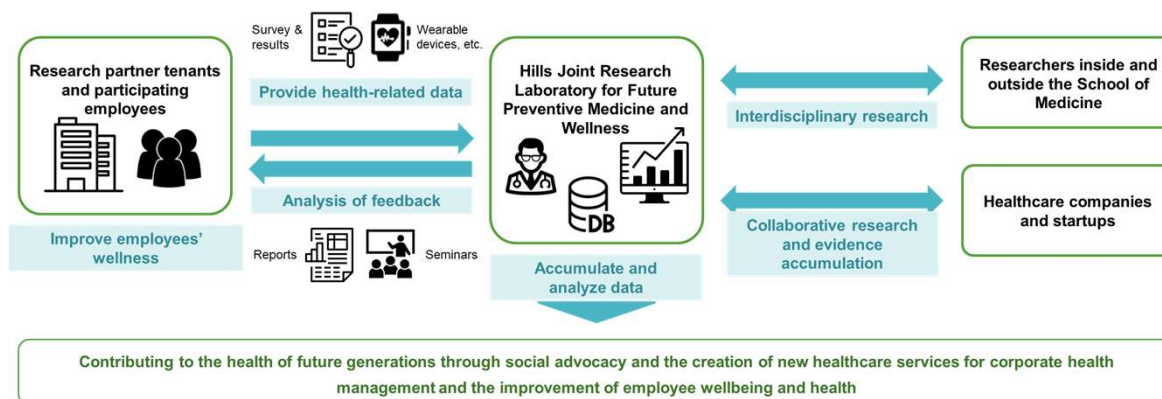 Research partner tenants
and participating
employees
Improve employees'
wellness
Survey &
results
Wearable
devices, etc.
Provide health-related data
Analysis of feedback
Reports
Seminars
Hills Joint Research
Laboratory for Future
Preventive Medicine and
Wellness
DB
Accumulate and
analyze data
Interdisciplinary research
Collaborative research
and evidence
accumulation
Researchers inside and
outside the School of
Medicine
Healthcare companies
and startups
Contributing to the health of future generations through social advocacy and the creation of new healthcare services for corporate health
management and the improvement of employee wellbeing and health